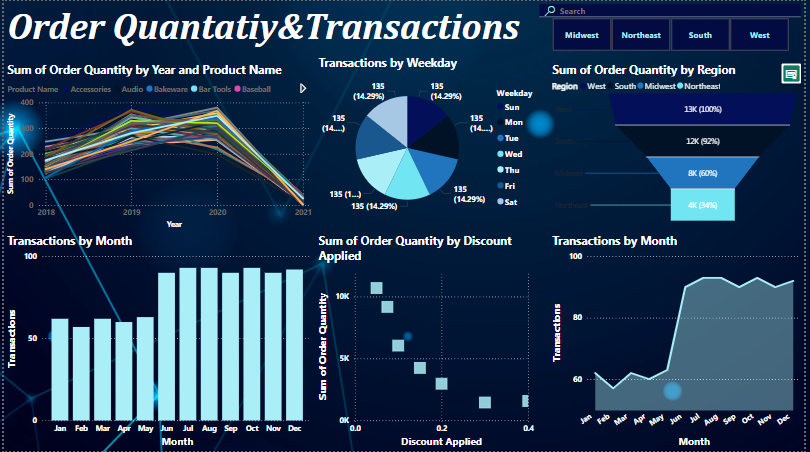 Order Quantatiy&Transactions
Search
Midwest Northeast South West
Sum of Order Quantity by Year and Product Name
Product Name Accessories Audio Bakeware Bar Tools Baseball
Sum of Order Quantity
400
300
200
100
0
2018 2019 2020 2021
Year
Transactions by Weekday
135 (14.29%)
135 (14.29%)
135 (14....)
135 (14....)
135 (1...)
135 (14.29%)
135 (14.29%)
Weekday
Sun
Mon
Tue
Wed
Thu
Fri
Sat
Sum of Order Quantity by Region
Region West South Midwest Northeast
13K (100%)
12K (92%)
Midwest 8K (60%)
Northeast 4K (34%)
Transactions by Month
Transactions
100
50
0
Jan Feb Mar Apr May Jun Jul Aug Sep Oct Nov Dec
Month
Sum of Order Quantity by Discount
Applied
Sum of Order Quantity
10K
5K
0K
0.0 0.2 0.4
Discount Applied
Transactions by Month
Transactions
100
80
60
Jan Feb Mar Apr May Jun Jul Aug Sep Oct Nov Dec
Month